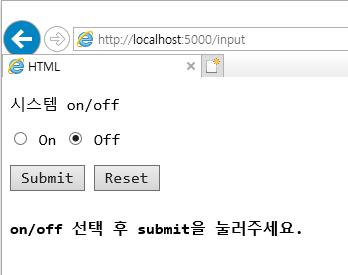 http://localhost:5000/input
HTML
시스템 on/off
On Off
Submit Reset
on/off 선택 후 submit을 눌러주세요.